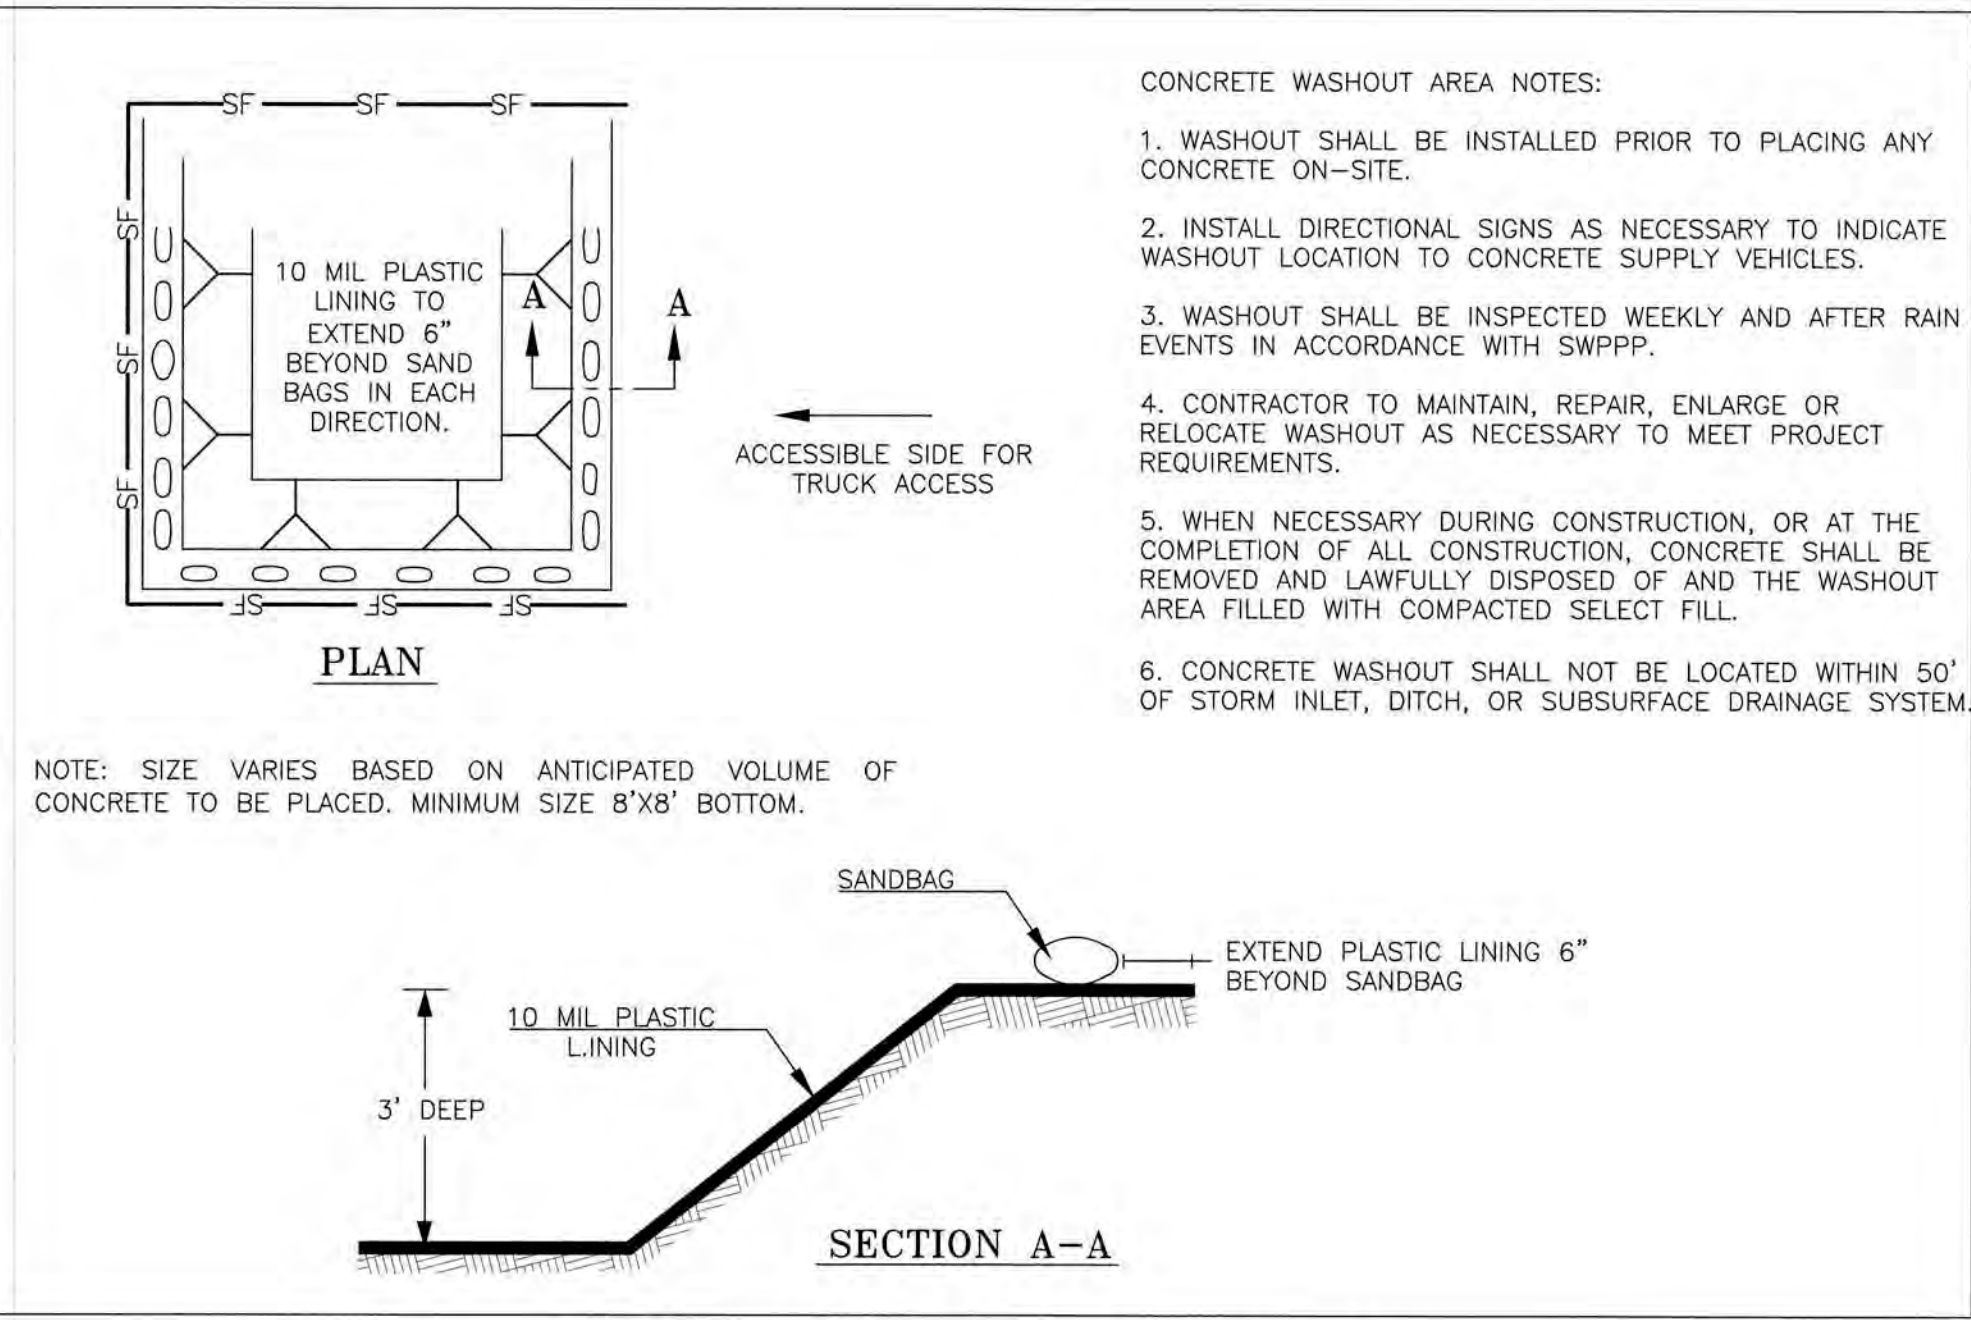 SF SF SF
SF
SF
SF
10 MIL PLASTIC
LINING TO
EXTEND 6"
BEYOND SAND
BAGS IN EACH
DIRECTION.
A A
ACCESSIBLE SIDE FOR
TRUCK ACCESS
SF SF SF
PLAN
NOTE: SIZE VARIES BASED ON ANTICIPATED VOLUME OF
CONCRETE TO BE PLACED. MINIMUM SIZE 8'X8' BOTTOM.
CONCRETE WASHOUT AREA NOTES:
1. WASHOUT SHALL BE INSTALLED PRIOR TO PLACING ANY
CONCRETE ON-SITE.
2. INSTALL DIRECTIONAL SIGNS AS NECESSARY TO INDICATE
WASHOUT LOCATION TO CONCRETE SUPPLY VEHICLES.
3. WASHOUT SHALL BE INSPECTED WEEKLY AND AFTER RAIN
EVENTS IN ACCORDANCE WITH SWPPP.
4. CONTRACTOR TO MAINTAIN, REPAIR, ENLARGE OR
RELOCATE WASHOUT AS NECESSARY TO MEET PROJECT
REQUIREMENTS.
5. WHEN NECESSARY DURING CONSTRUCTION, OR AT THE
COMPLETION OF ALL CONSTRUCTION, CONCRETE SHALL BE
REMOVED AND LAWFULLY DISPOSED OF AND THE WASHOUT
AREA FILLED WITH COMPACTED SELECT FILL.
6. CONCRETE WASHOUT SHALL NOT BE LOCATED WITHIN 50'
OF STORM INLET, DITCH, OR SUBSURFACE DRAINAGE SYSTEM.
SANDBAG
EXTEND PLASTIC LINING 6"
BEYOND SANDBAG
10 MIL PLASTIC
L.INING
3' DEEP
SECTION A-A